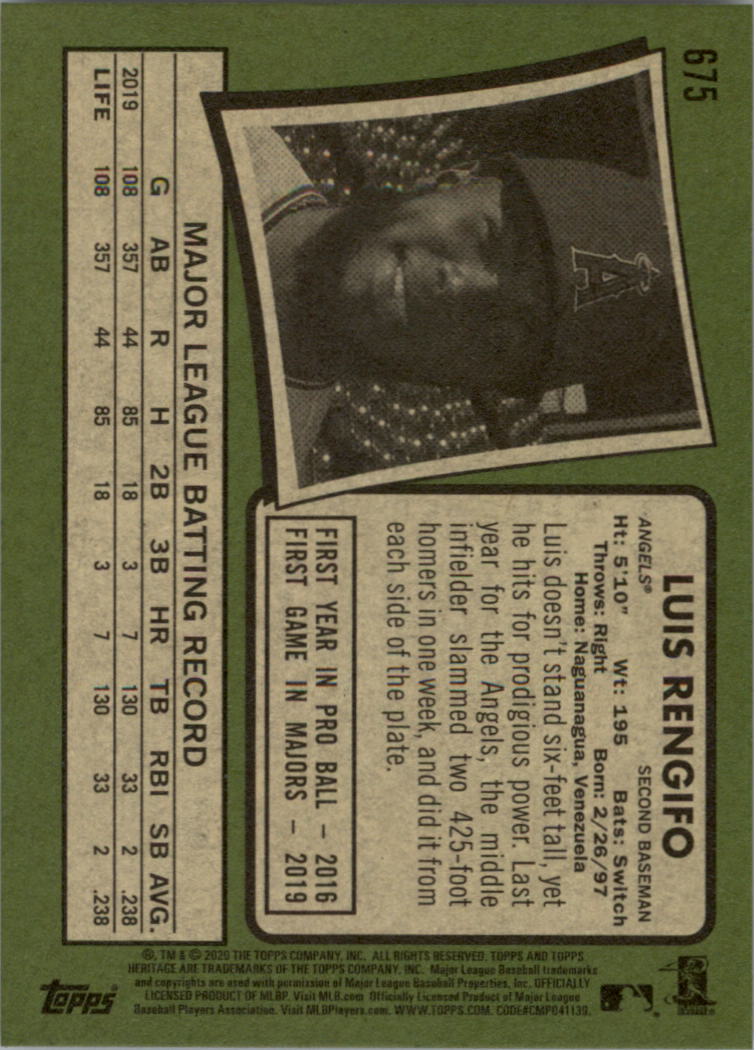 675
A
LUIS RENGIFO
ANGELS® SECOND BASEMAN
Ht: 5'10" Wt: 195 Bats: Switch
Throws: Right Born: 2/26/97
Home: Naguanagua, Venezuela
Luis doesn't stand six-feet tall, yet
he hits for prodigious power. Last
year for the Angels, the middle
infielder slammed two 425-foot
homers in one week, and did it from
each side of the plate.
FIRST YEAR IN PRO BALL – 2016
FIRST GAME IN MAJORS – 2019
MAJOR LEAGUE BATTING RECORD
G AB R H 2B 3B HR TB RBI SB AVG.
2019 108 357 44 85 18 3 7 130 33 2 .238
LIFE 108 357 44 85 18 3 7 130 33 2 .238
®, TM & © 2020 THE TOPPS COMPANY, INC. ALL RIGHTS RESERVED. TOPPS AND TOPPS
HERITAGE ARE TRADEMARKS OF THE TOPPS COMPANY, INC. Major League Baseball trademarks
and copyrights are used with permission of Major League Baseball Properties, Inc. OFFICIALLY
LICENSED PRODUCT OF MLBP. Visit MLB.com Officially Licensed Product of Major League
Baseball Players Association. Visit MLBPlayers.com. WWW.TOPPS.COM. CODE#CMP041139.
topps®